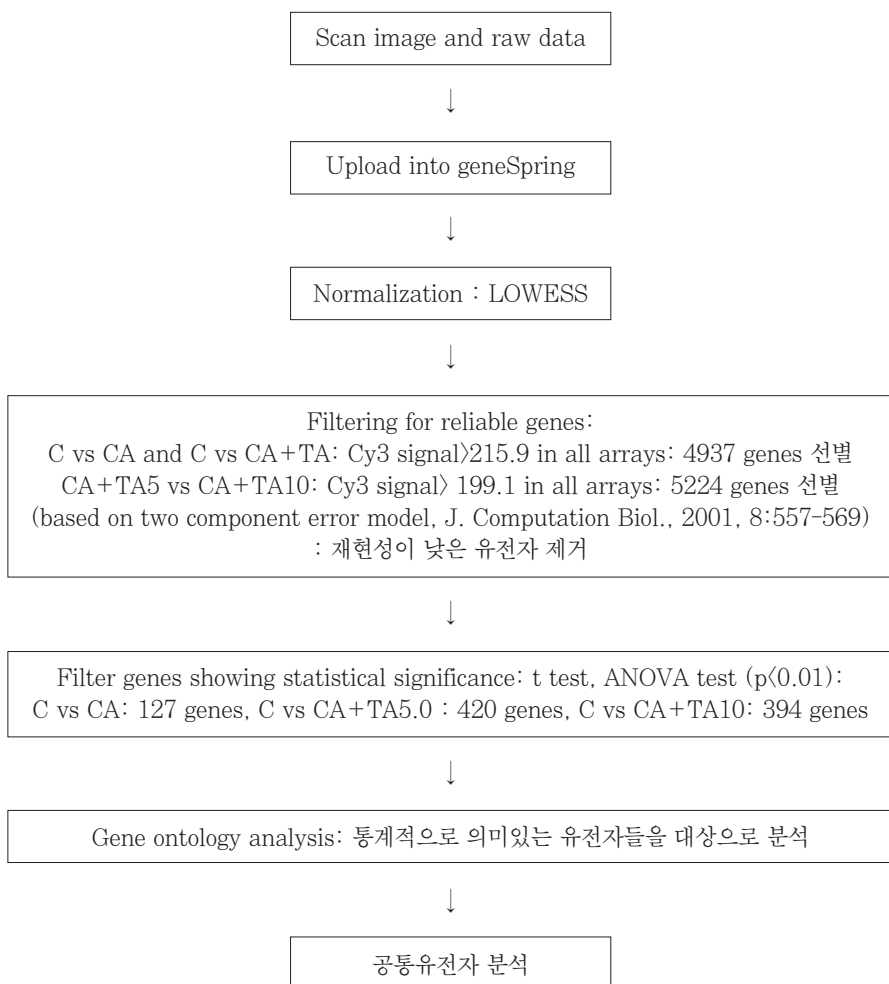 Scan image and raw data
↓
Upload into geneSpring
↓
Normalization : LOWESS
↓
Filtering for reliable genes:
C vs CA and C vs CA+TA: Cy3 signal〉215.9 in all arrays: 4937 genes 선별
CA+TA5 vs CA+TA10: Cy3 signal〉 199.1 in all arrays: 5224 genes 선별
(based on two component error model, J. Computation Biol., 2001, 8:557-569)
: 재현성이 낮은 유전자 제거
↓
Filter genes showing statistical significance: t test, ANOVA test (p〈0.01):
C vs CA: 127 genes, C vs CA+TA5.0 : 420 genes, C vs CA+TA10: 394 genes
↓
Gene ontology analysis: 통계적으로 의미있는 유전자들을 대상으로 분석
↓
공통유전자 분석